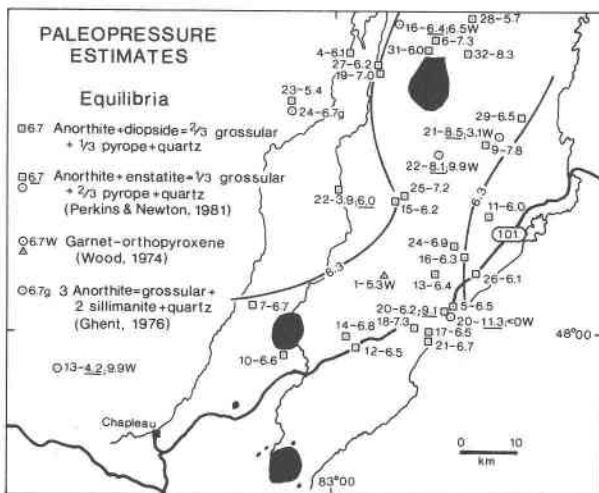 PALEOPRESSURE
ESTIMATES
Equilibria
6.7 Anorthite+diopside=2/3 grossular
+ 1/3 pyrope+quartz
6.7 Anorthite+enstatite=1/3 grossular
+ 2/3 pyrope+quartz
(Perkins & Newton, 1981)
6.7W Garnet-orthopyroxene
(Wood, 1974)
6.7g 3 Anorthite=grossular+
2 sillimanite+quartz
(Ghent, 1976)
28-5.7
16-6.4; 6.5W
6-7.3
4-6.1
31-6.0
32-8.3
27-6.2
19-7.0
23-5.4
24-6.7g
29-6.5
21-8.5, 3.1W
9-7.8
22-8.1, 9.9W
22-3.9, 6.0
25-7.2
15-6.2
6.3
11-6.0
101
24-6.9
16-6.3
6.3
1-5.3W
13-6.4
26-6.1
7-6.7
5-6.5
20-6.2, 9.1
20-11.3, <0W
18-7.3
48°00
14-6.8
17-6.5
10-6.6
12-6.5
21-6.7
13-4.2, 9.9W
Chapleau
0 10
km
83°00